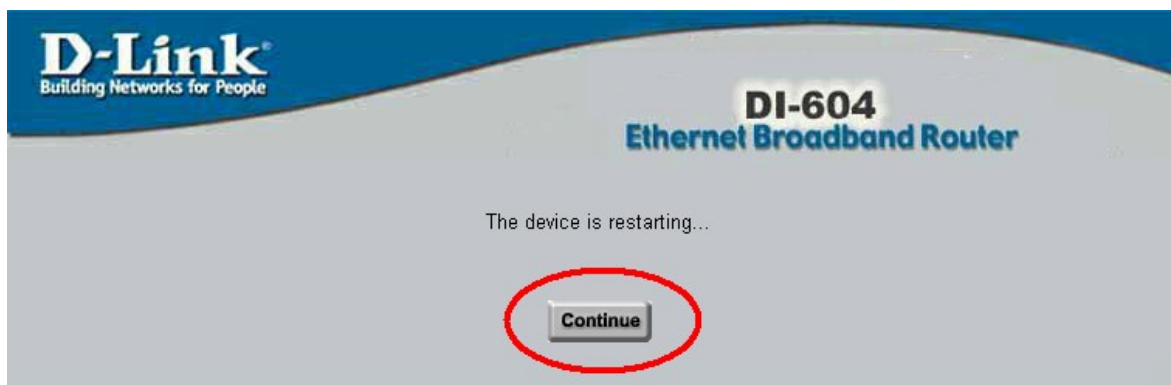 D-Link
Building Networks for People
DI-604
Ethernet Broadband Router
The device is restarting...
Continue